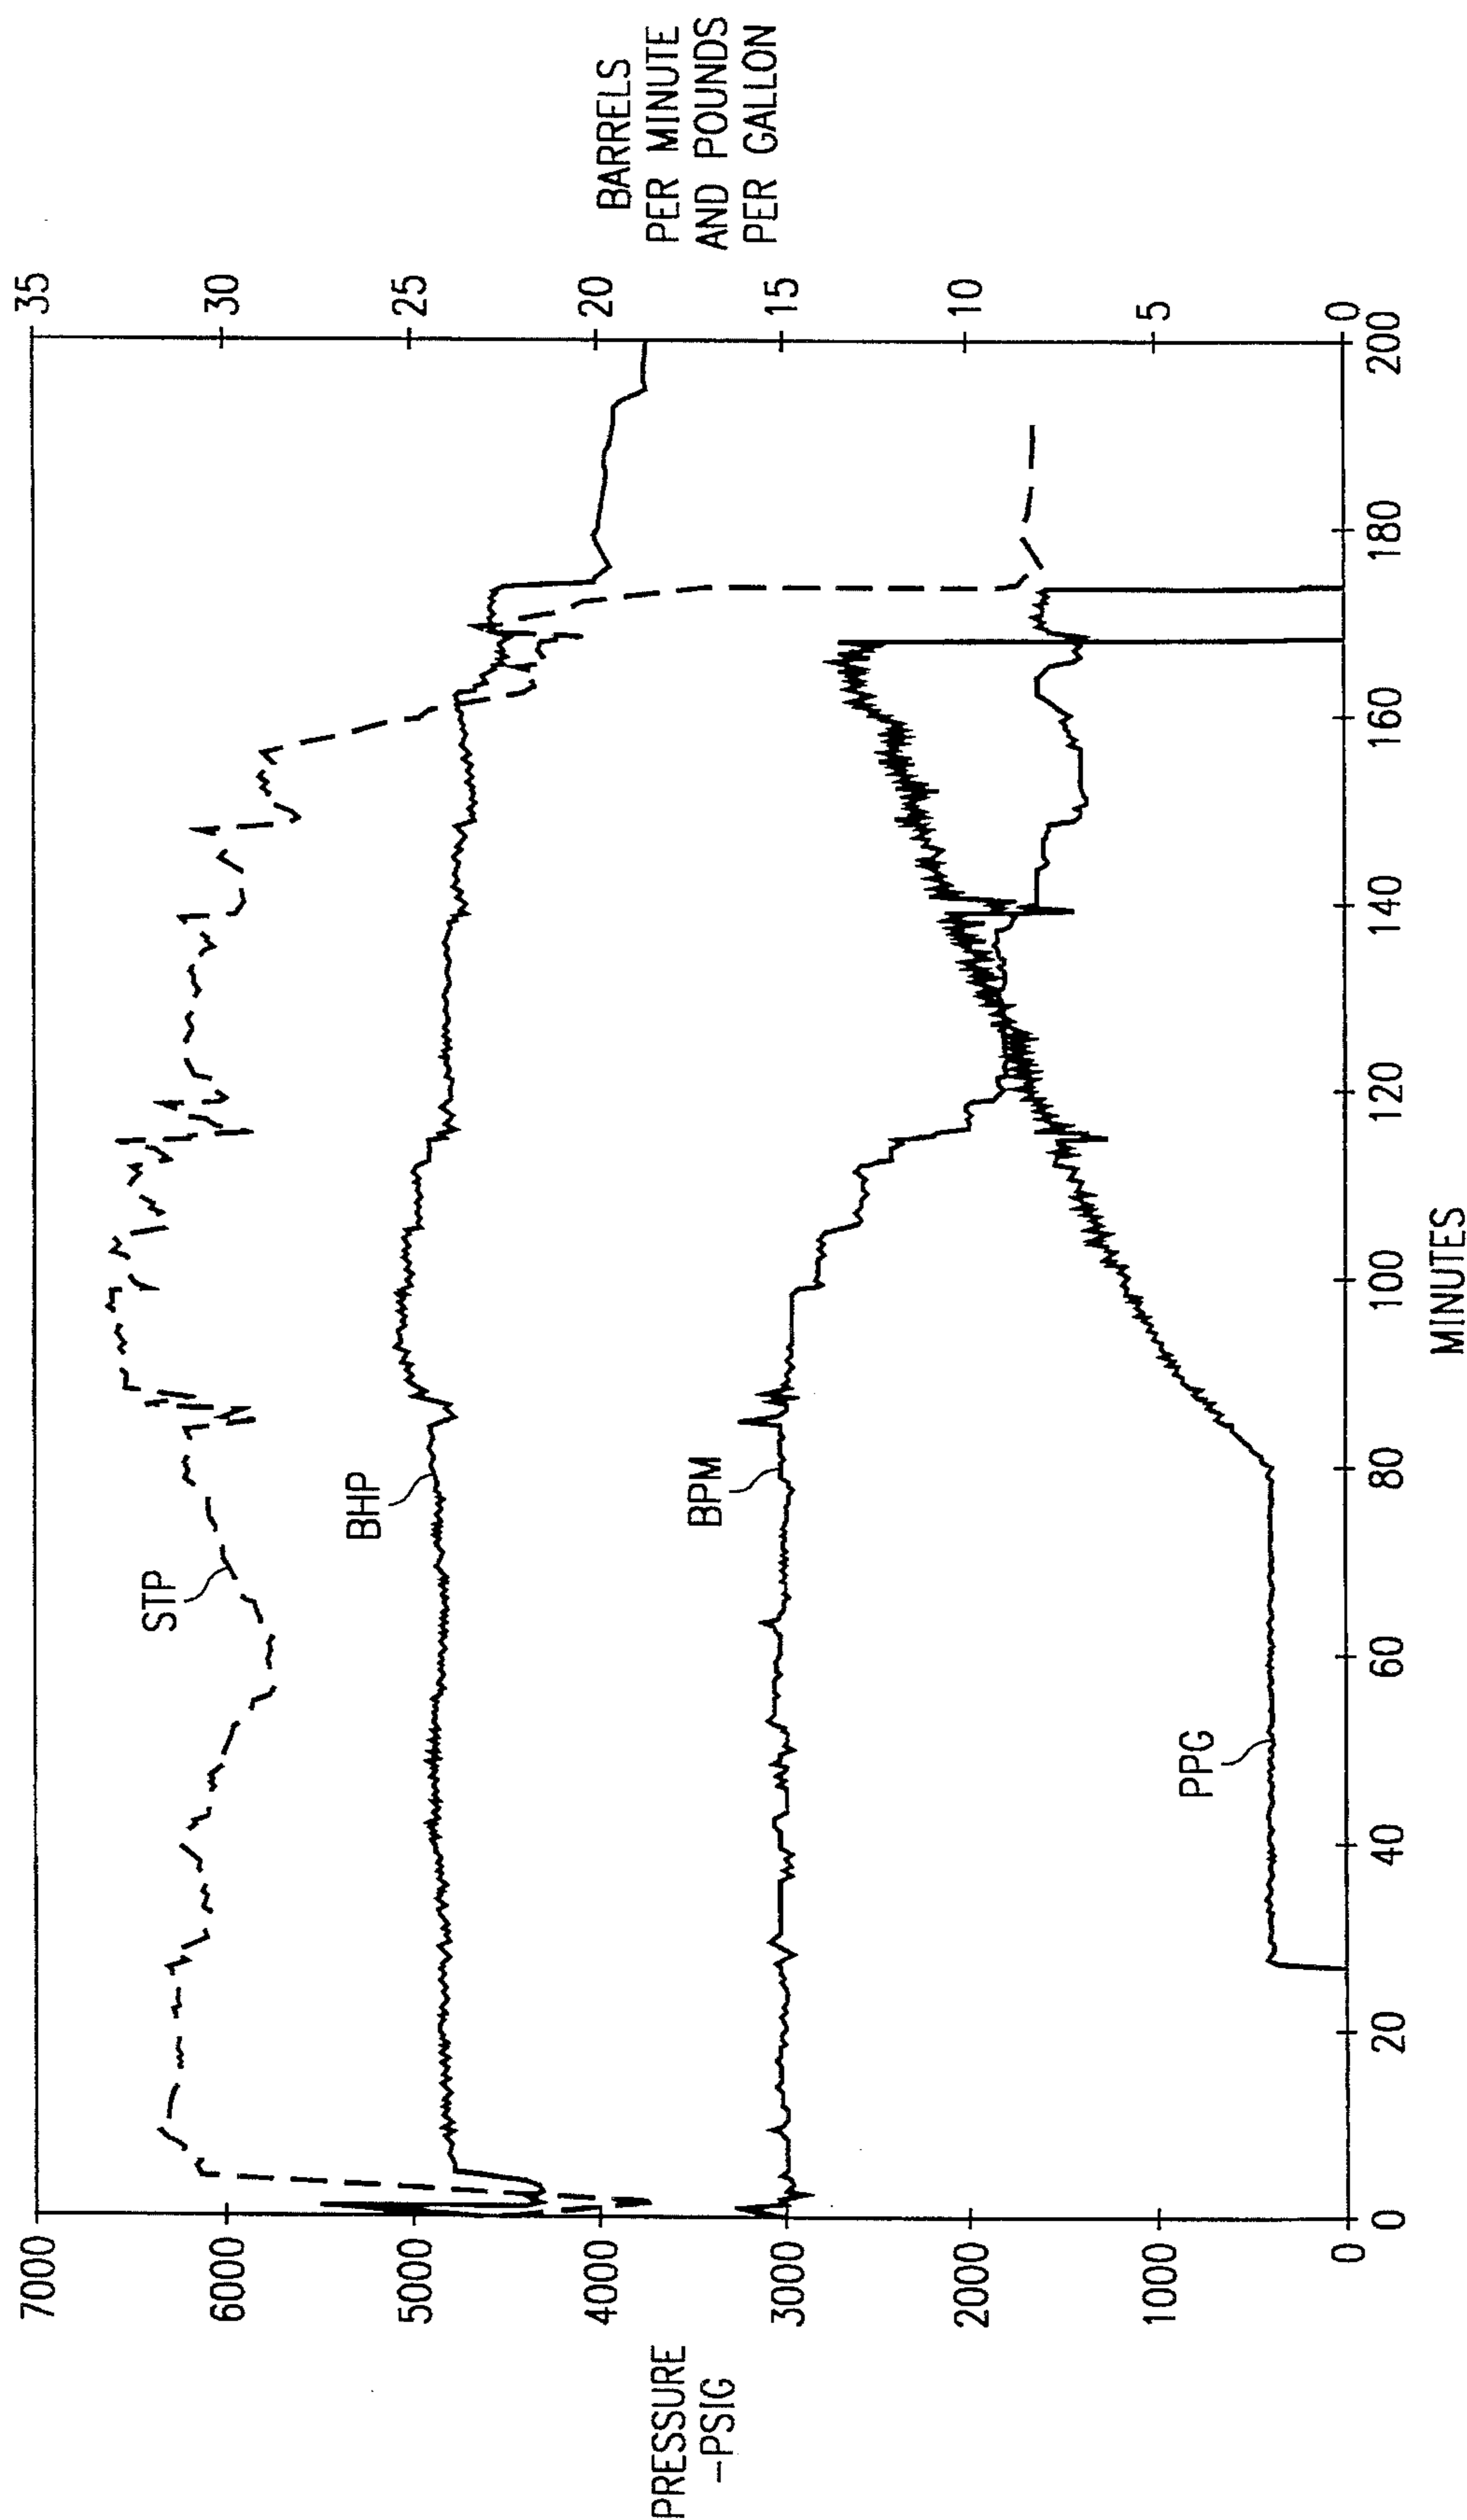 7000
6000
5000
4000
3000
2000
1000
0
PRESSURE
-PSIG
STP
BHP
BPM
PPG
35
30
25
20
15
10
5
0
BARRELS
PER MINUTE
AND POUNDS
PER GALLON
0
20
40
60
80
100
120
140
160
180
200
MINUTES